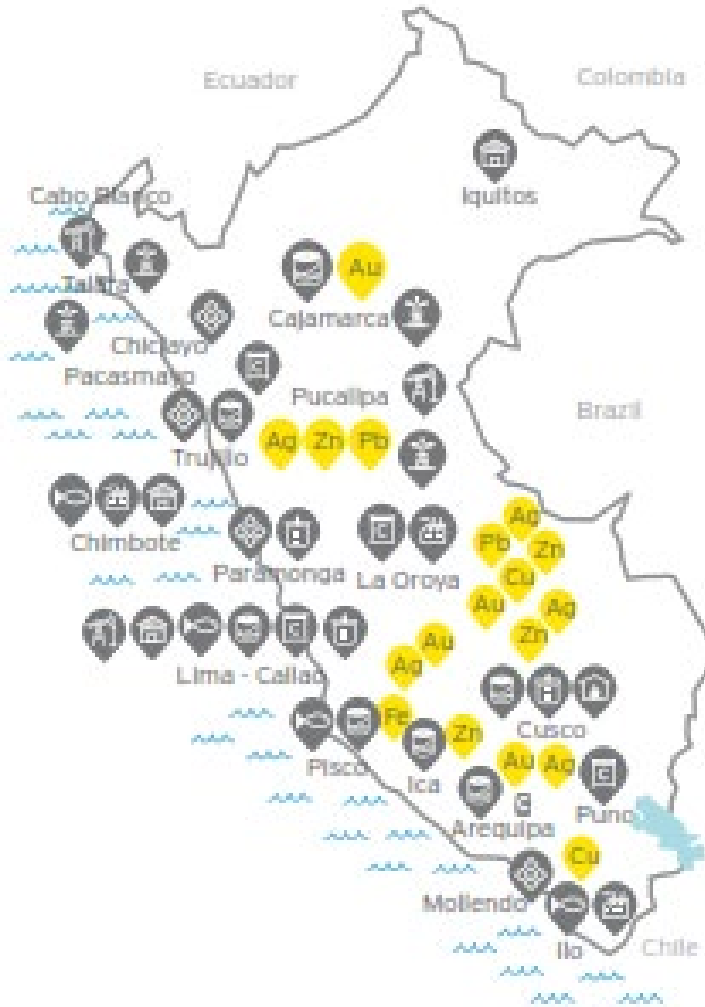 Ecuador
Colombia
Iquitos
Cabo Blanco
Talara
Au
Cajamarca
Chiclayo
Pacasmayo
Pucallpa
Brazil
Trujillo
Ag Zn Pb
Chimbote
Paramonga
La Oroya
Ag
Pb
Zn
Cu
Au
Ag
Zn
Lima - Callao
Au
Ag
Fe
Zn
Cusco
Pisco
Ica
Au Ag
C
Arequipa
Puno
Cu
Mollendo
Ilo
Chile